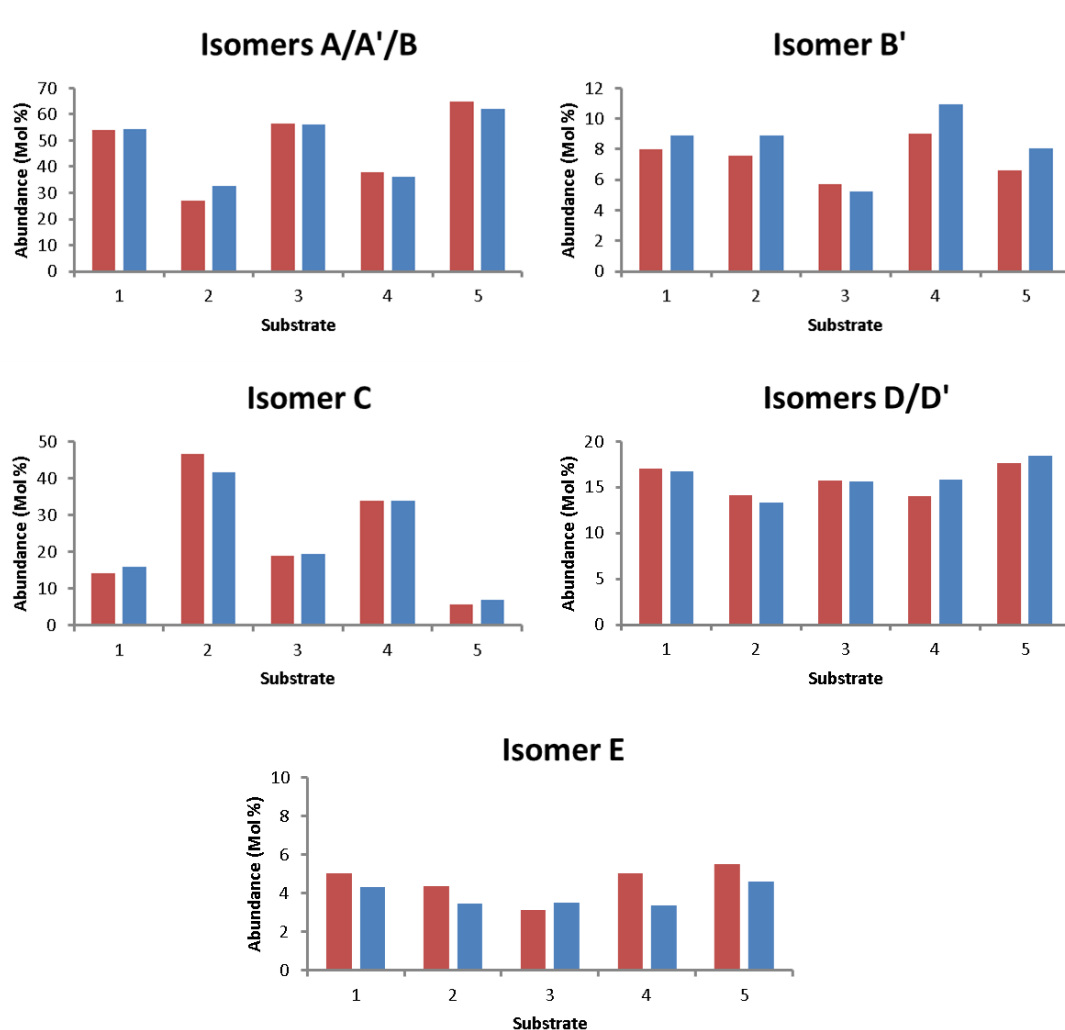 Isomers A/A'/B
Abundance (Mol %)
70
60
50
40
30
20
10
0
1 2 3 4 5
Substrate
Isomer B'
Abundance (Mol %)
12
10
8
6
4
2
0
1 2 3 4 5
Substrate
Isomer C
Abundance (Mol %)
50
40
30
20
10
0
1 2 3 4 5
Substrate
Isomers D/D'
Abundance (Mol %)
20
15
10
5
0
1 2 3 4 5
Substrate
Isomer E
Abundance (Mol %)
10
8
6
4
2
0
1 2 3 4 5
Substrate